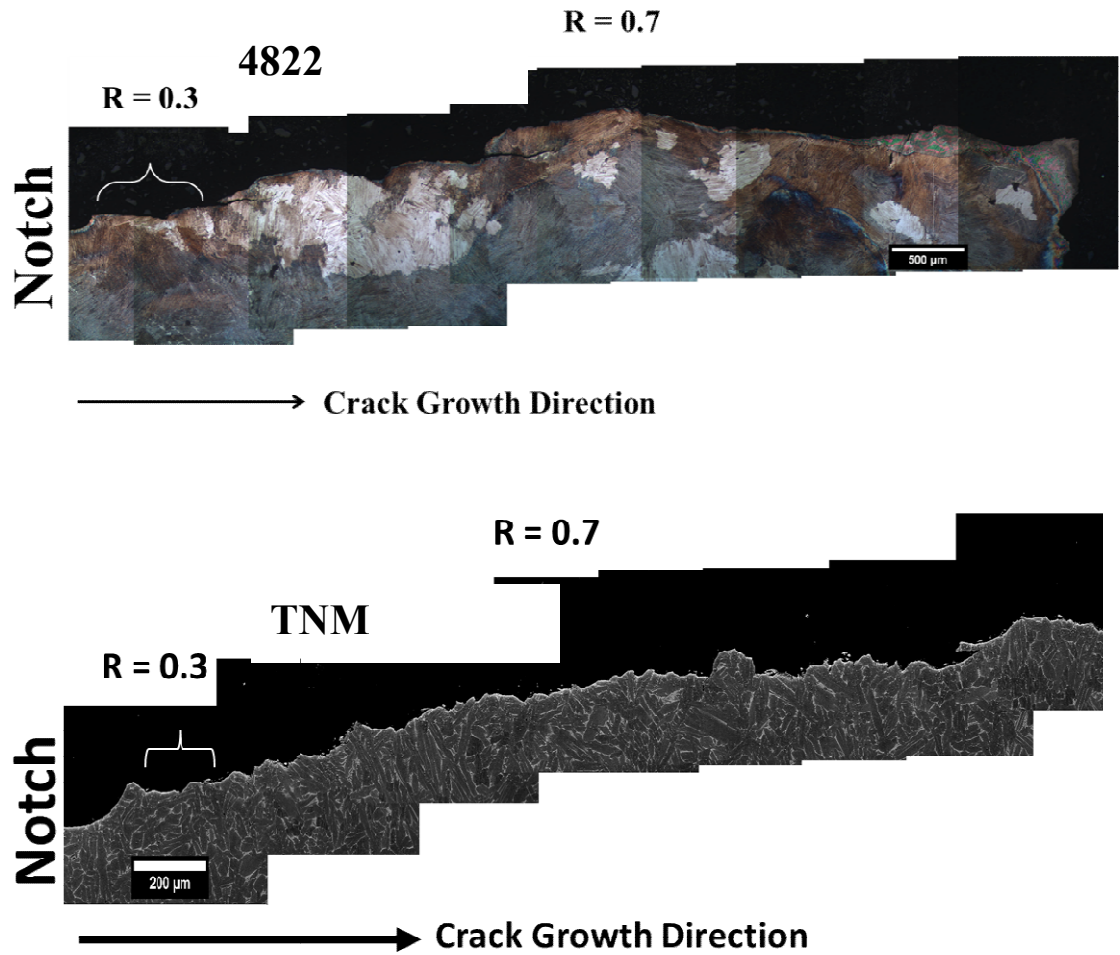 R = 0.7
4822
R = 0.3
Notch
500 µm
Crack Growth Direction
R = 0.7
TNM
R = 0.3
Notch
200 µm
Crack Growth Direction